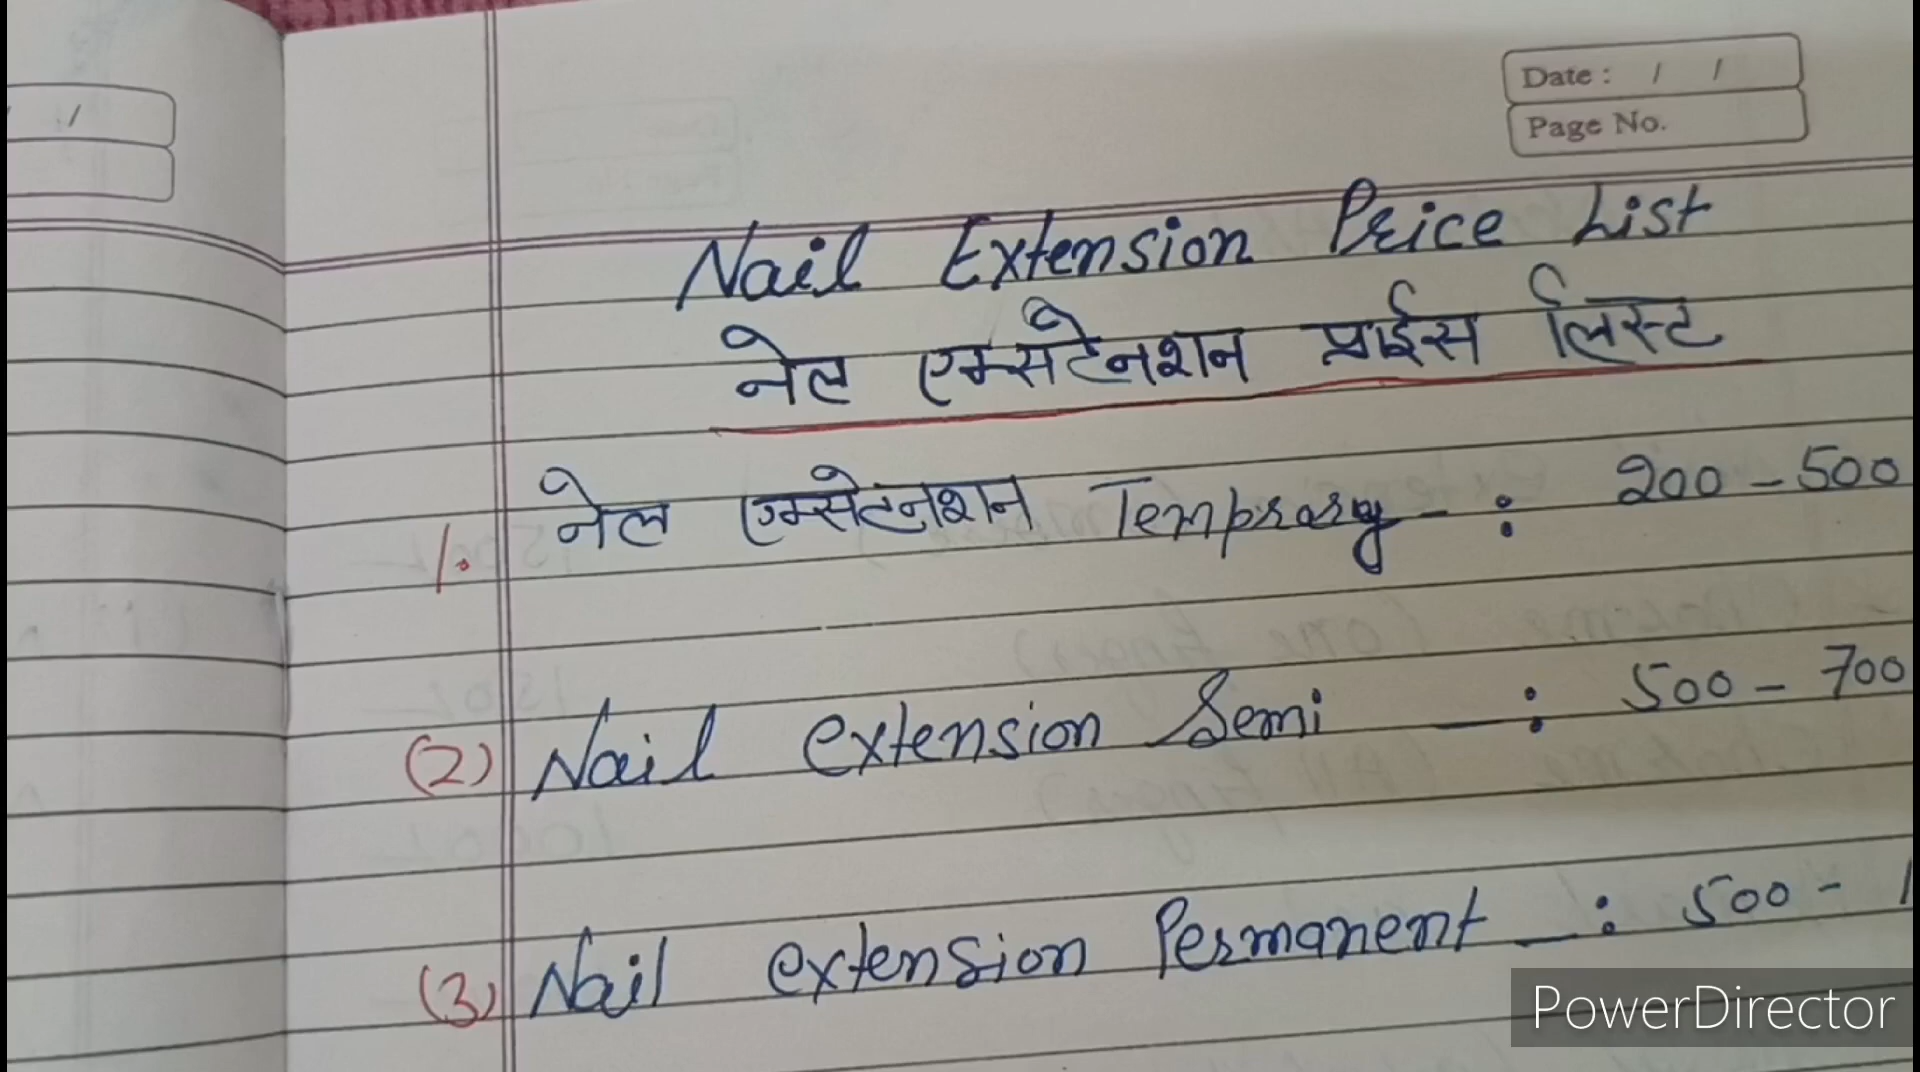 Date : / /
Page No.
Nail Extension Price List
नेल एक्सटेनशन प्राईस लिस्ट
1. नेल एक्सटेनशन Temprary - : 200 - 500
(2) Nail extension Semi - : 500 - 700
(3) Nail extension Permanent - : 500 - 1
PowerDirector